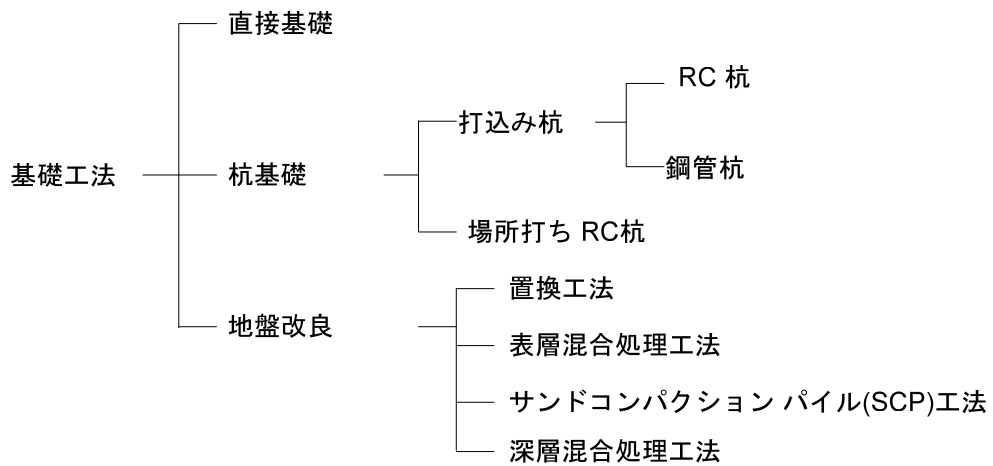 直接基礎
RC 杭
打込み杭
基礎工法
杭基礎
鋼管杭
場所打ち RC杭
置換工法
地盤改良
表層混合処理工法
サンドコンパクション パイル(SCP)工法
深層混合処理工法